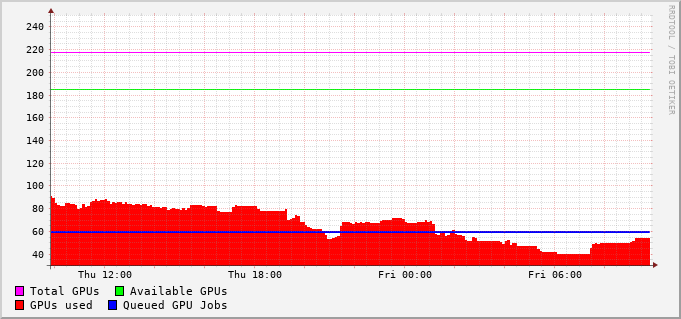 240
220
200
180
160
140
120
100
80
60
40
Thu 12:00 Thu 18:00 Fri 00:00 Fri 06:00
Total GPUs Available GPUs
GPUs used Queued GPU Jobs
RRDTOOL / TOBI OETIKER